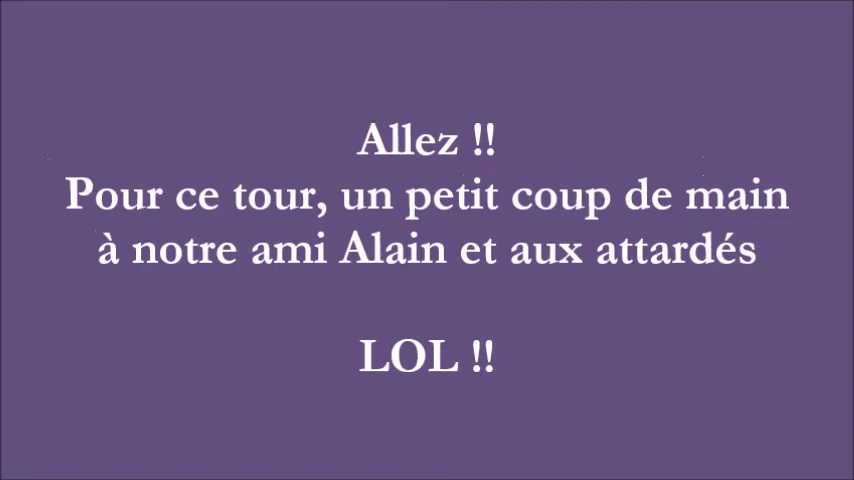 Allez !!
Pour ce tour, un petit coup de main
à notre ami Alain et aux attardés
LOL !!